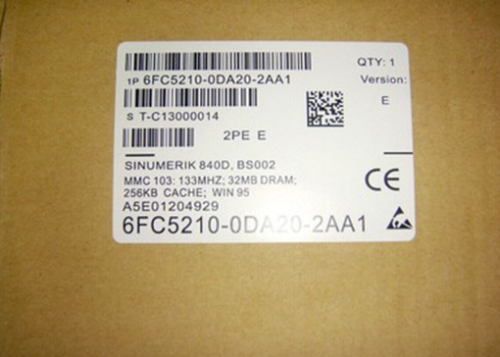 QTY: 1
1P 6FC5210-0DA20-2AA1
Version:
E
S T-C13000014
2PE E
SINUMERIK 840D, BS002
MMC 103: 133MHZ; 32MB DRAM;
256KB CACHE; WIN 95
A5E01204929
6FC5210-0DA20-2AA1
CE